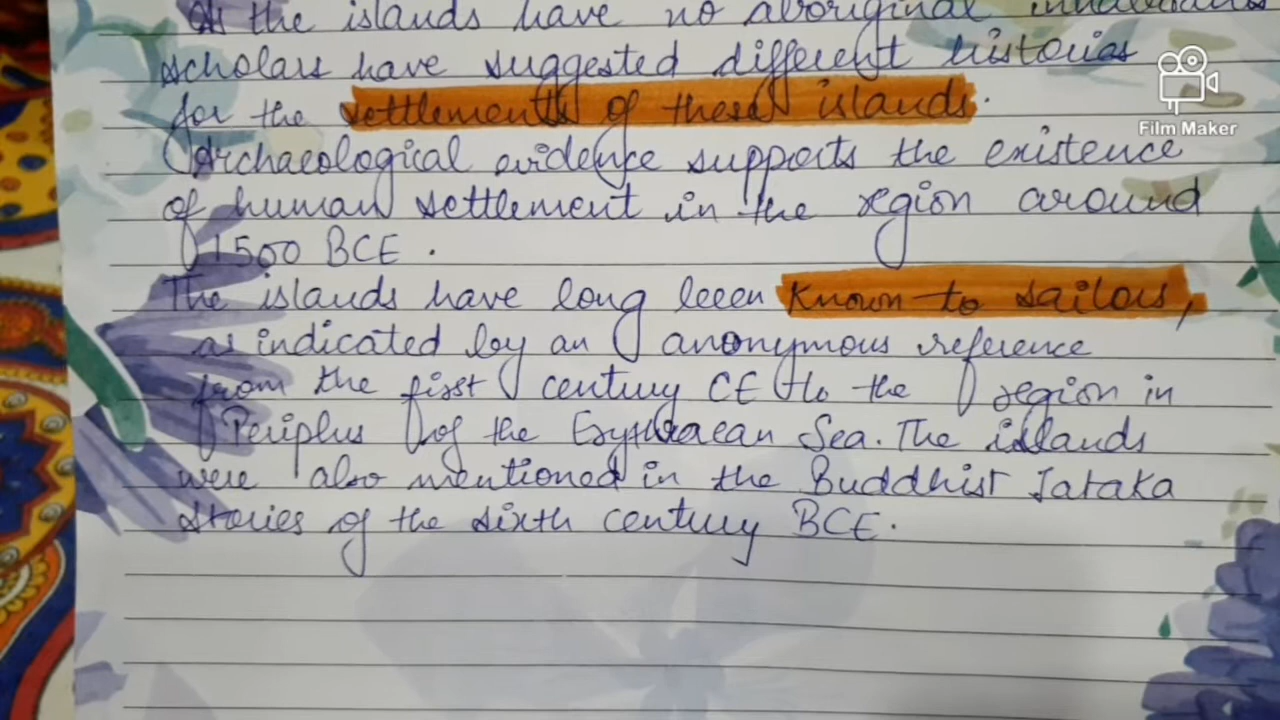 As the islands have no aboriginal inhabitants
scholars have suggested different histories
for the settlements of these islands.
Archaeological evidence supports the existence
of human settlement in the region around
1500 BCE.
The islands have long been known to sailors,
as indicated by an anonymous reference
from the first century CE to the region in
Periplus of the Erythraean Sea. The islands
were also mentioned in the Buddhist Jataka
stories of the sixth century BCE.
Film Maker